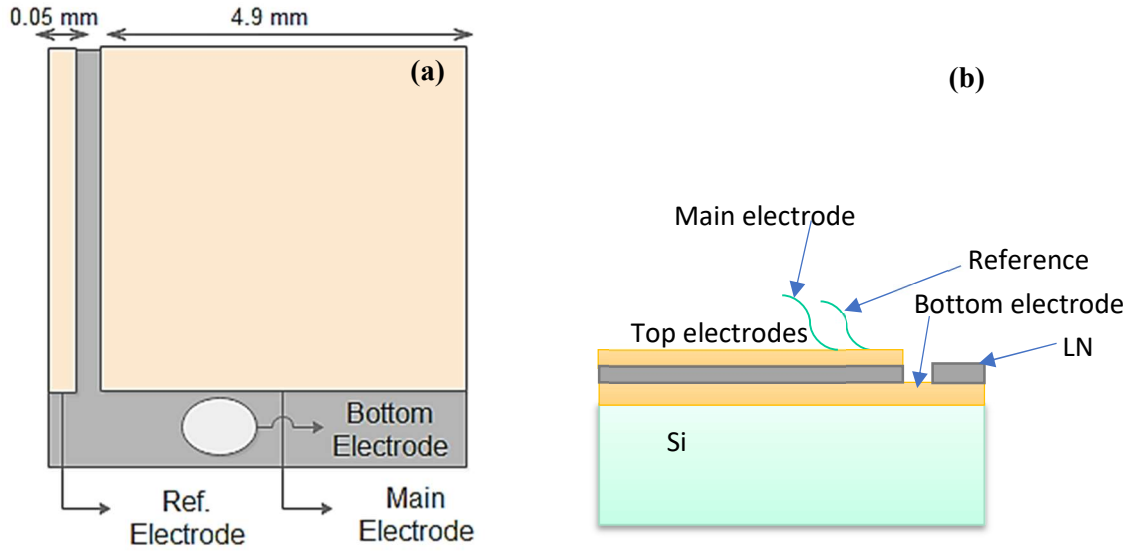 0.05 mm
4.9 mm
(a)
Bottom
Electrode
Ref.
Electrode
Main
Electrode
(b)
Main electrode
Reference
Bottom electrode
Top electrodes
LN
Si